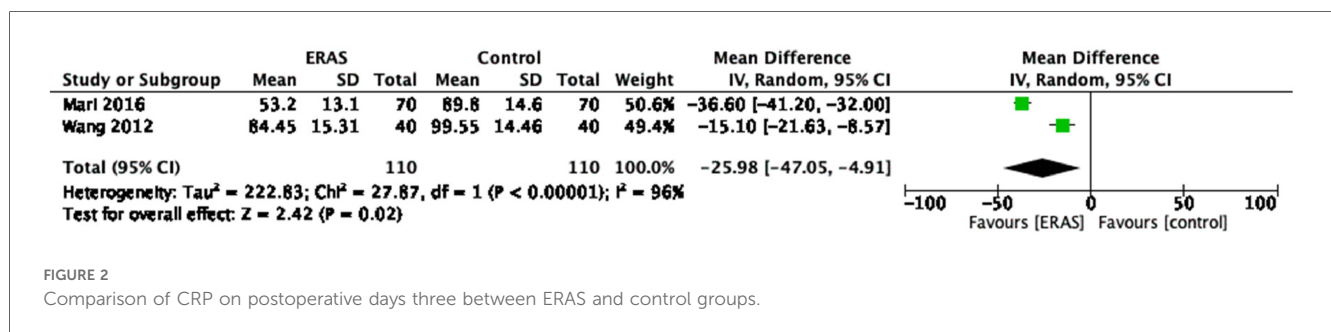 ERAS Control Mean Difference Mean Difference
Study or Subgroup Mean SD Total Mean SD Total Weight IV, Random, 95% CI IV, Random, 95% CI
Mari 2016 53.2 13.1 70 89.8 14.6 70 50.6% −36.60 [−41.20, −32.00]
Wang 2012 84.45 15.31 40 99.55 14.46 40 49.4% −15.10 [−21.63, −8.57]
Total (95% CI) 110 110 100.0% −25.98 [−47.05, −4.91]
Heterogeneity: Tau² = 222.83; Chi² = 27.87, df = 1 (P < 0.00001); I² = 96%
Test for overall effect: Z = 2.42 (P = 0.02)
−100 −50 0 50 100
Favours [ERAS] Favours [control]
FIGURE 2
Comparison of CRP on postoperative days three between ERAS and control groups.